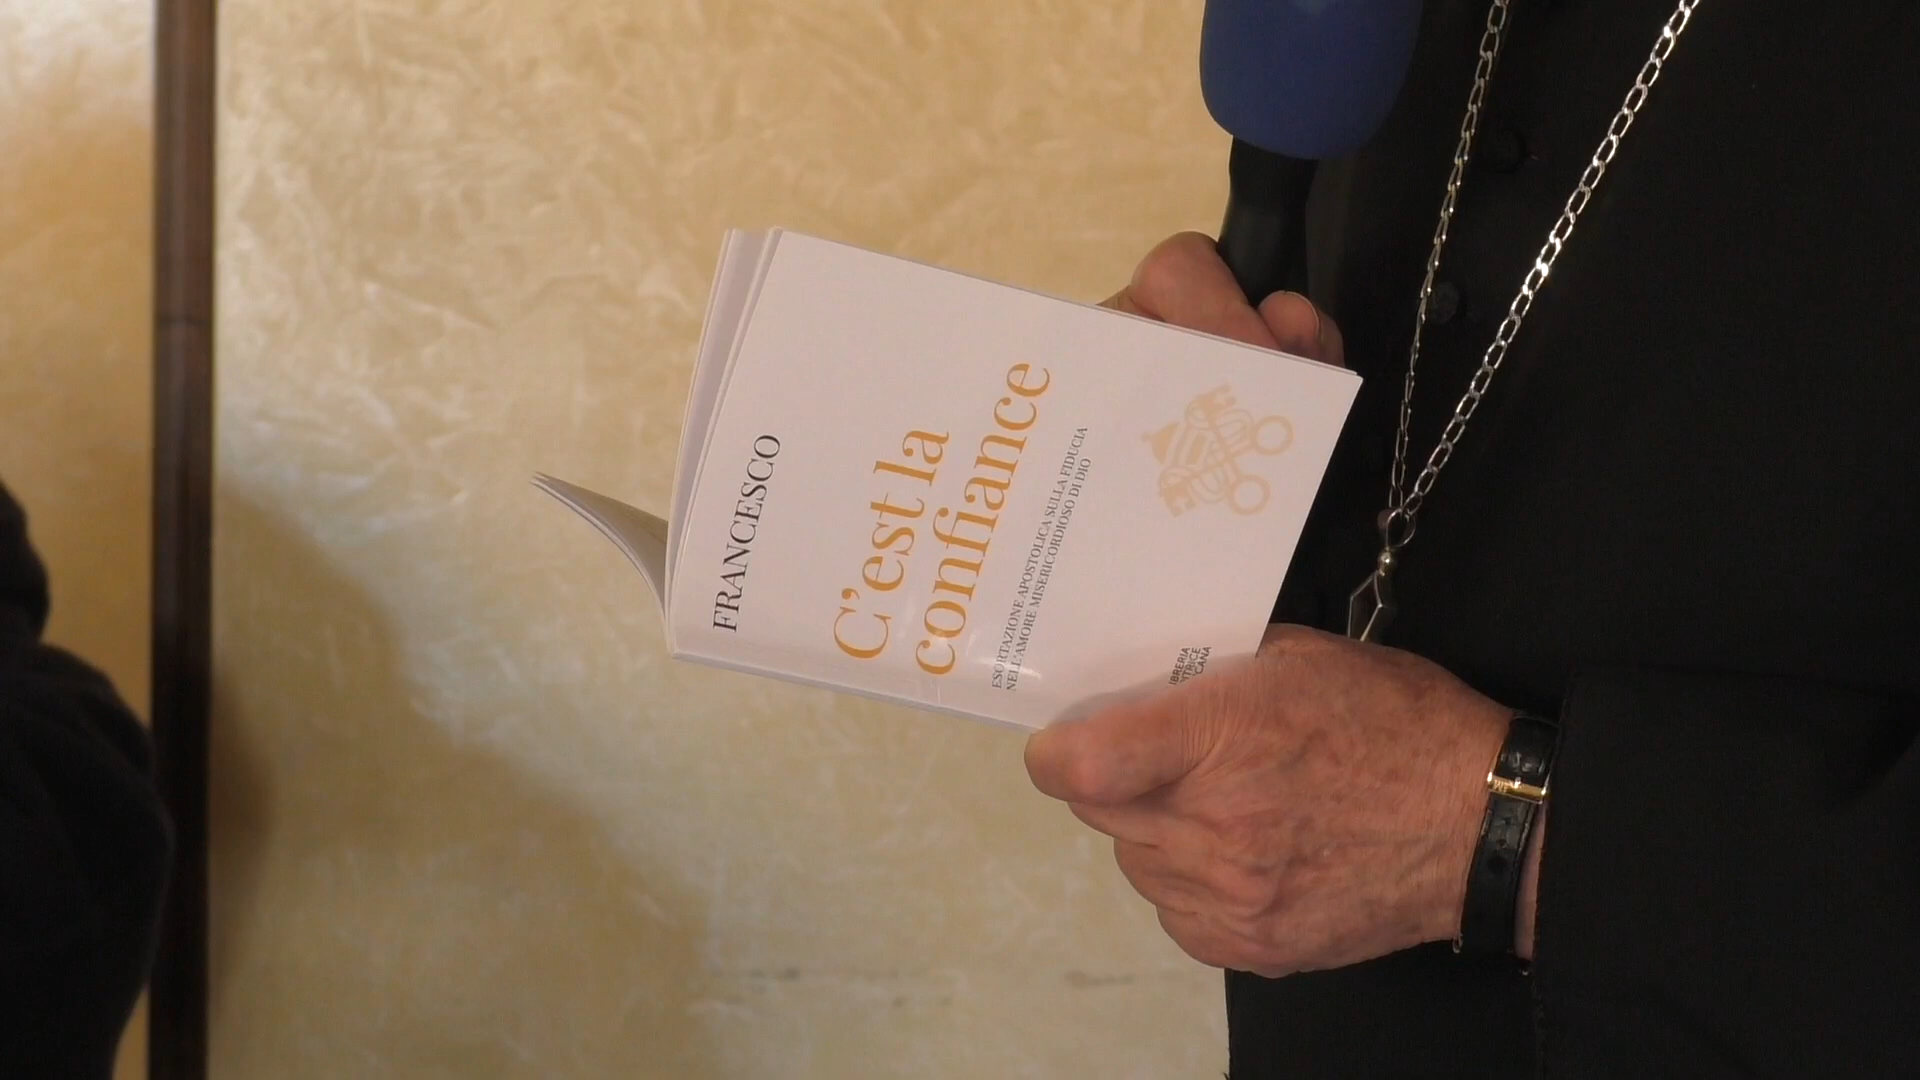 FRANCESCO
C'est la
confiance
ESORTAZIONE APOSTOLICA SULLA FIDUCIA
NELL'AMORE MISERICORDIOSO DI DIO